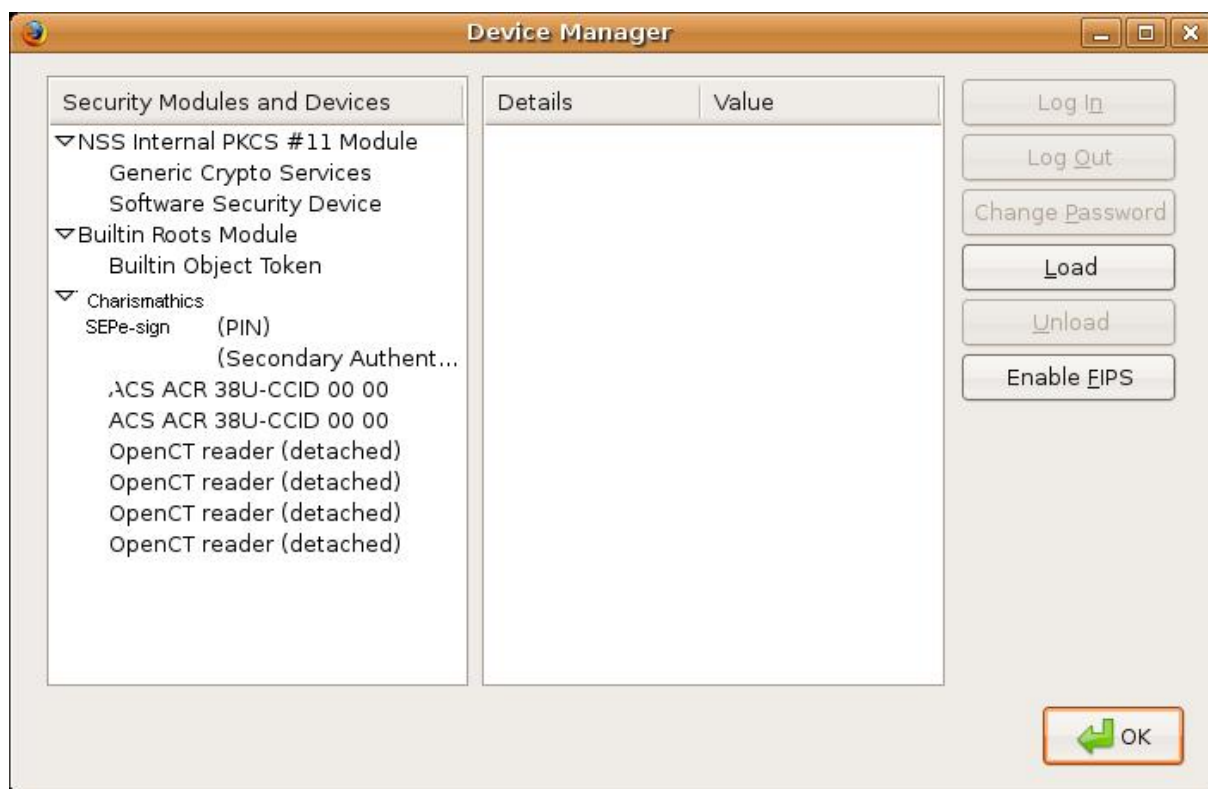 Device Manager
Security Modules and Devices
NSS Internal PKCS #11 Module
Generic Crypto Services
Software Security Device
Builtin Roots Module
Builtin Object Token
Charismathics
SEPe-sign (PIN)
(Secondary Authent...
ACS ACR 38U-CCID 00 00
ACS ACR 38U-CCID 00 00
OpenCT reader (detached)
OpenCT reader (detached)
OpenCT reader (detached)
OpenCT reader (detached)
Details Value
Log In
Log Out
Change Password
Load
Unload
Enable FIPS
OK